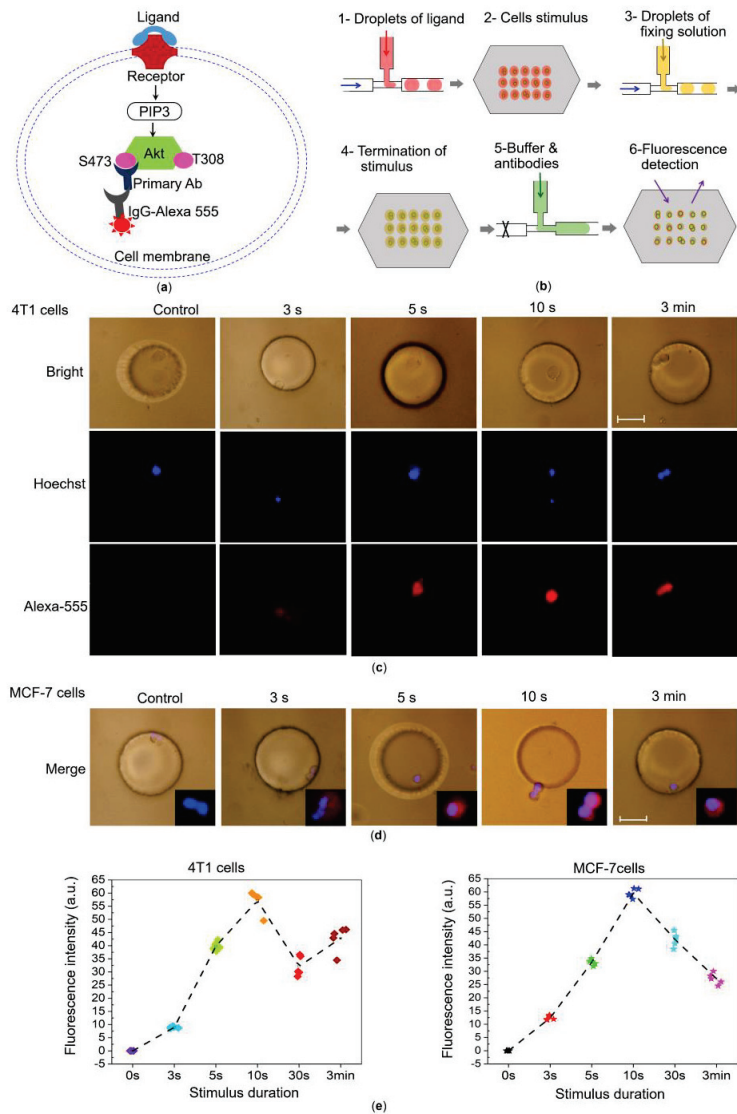 Ligand
Receptor
PIP3
Akt
S473
T308
Primary Ab
IgG-Alexa 555
Cell membrane
(a)
1- Droplets of ligand
2- Cells stimulus
3- Droplets of
fixing solution
4- Termination of
stimulus
5-Buffer &
antibodies
6-Fluorescence
detection
(b)
4T1 cells
Control
3 s
5 s
10 s
3 min
Bright
Hoechst
Alexa-555
(c)
MCF-7 cells
Control
3 s
5 s
10 s
3 min
Merge
(d)
4T1 cells
Fluorescence intensity (a.u.)
65
60
55
50
45
40
35
30
25
20
15
10
5
0
-5
0s
3s
5s
10s
30s
3min
Stimulus duration
MCF-7cells
Fluorescence intensity (a.u.)
65
60
55
50
45
40
35
30
25
20
15
10
5
0
-5
0s
3s
5s
10s
30s
3min
Stimulus duration
(e)